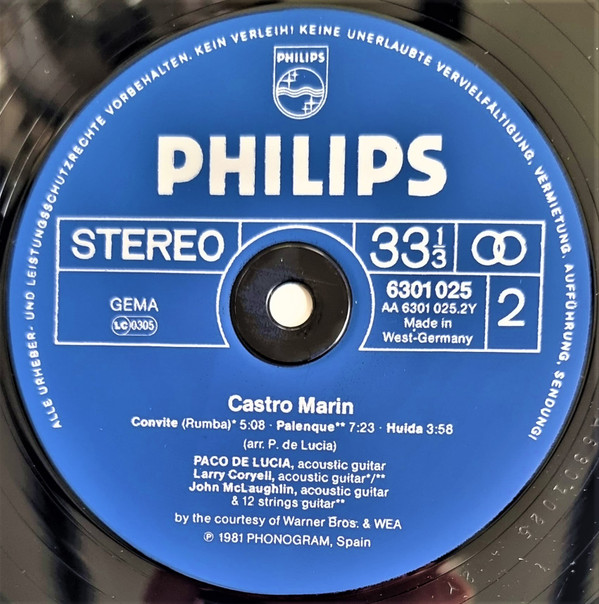 ALLE URHEBER- UND LEISTUNGSSCHUTZRECHTE VORBEHALTEN. KEIN VERLEIH! KEINE UNERLAUBTE VERVIELFÄLTIGUNG, VERMIETUNG, AUFFÜHRUNG, SENDUNG!
PHILIPS
PHILIPS
STEREO
33 1/3
GEMA
LC 0305
6301 025
AA 6301 025.2Y
Made in
West-Germany
2
Castro Marin
Convite (Rumba)* 5:08 · Palenque** 7:23 · Huida 3:58
(arr. P. de Lucia)
PACO DE LUCIA, acoustic guitar
Larry Coryell, acoustic guitar*/**
John McLaughlin, acoustic guitar
& 12 strings guitar**
by the courtesy of Warner Bros. & WEA
℗ 1981 PHONOGRAM, Spain